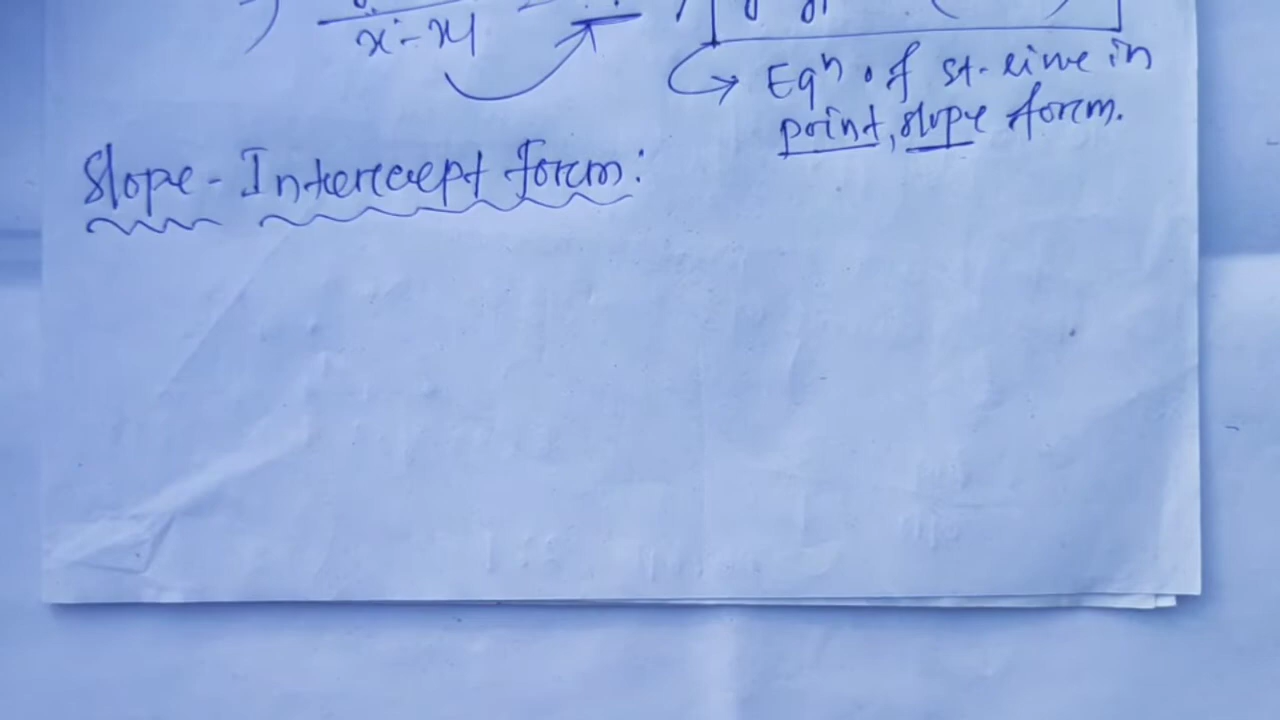 x - x1
Eqn of st. line in
point, slope form.
Slope - Intercept form: